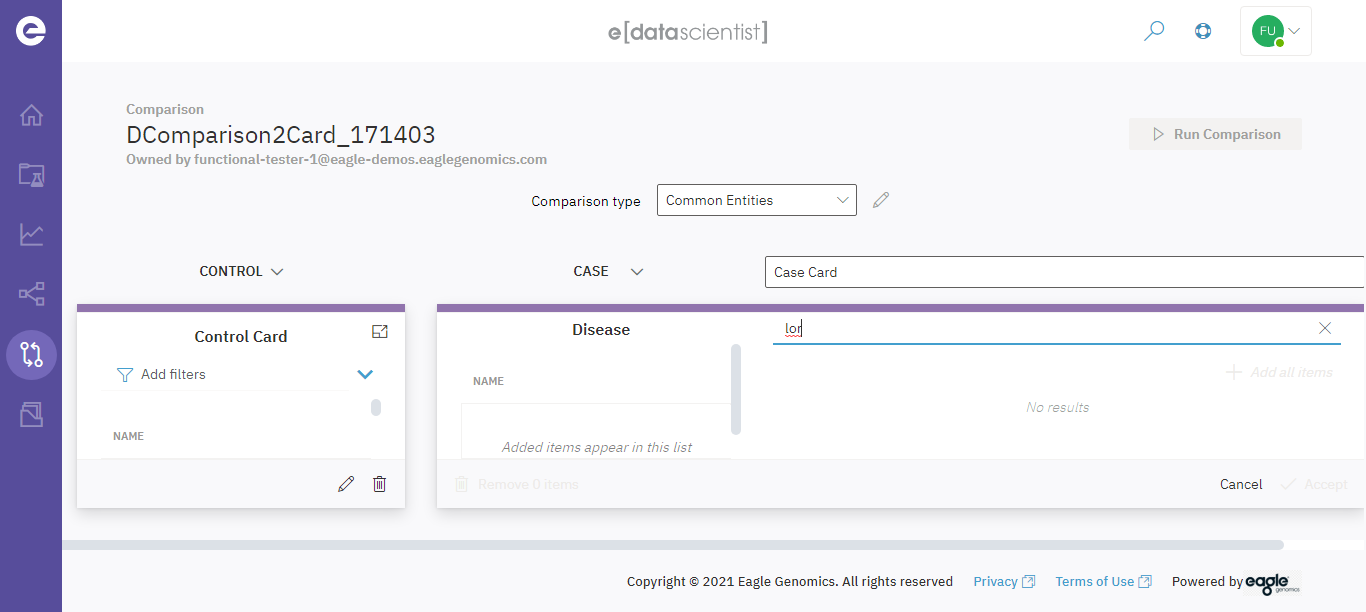 e[datascientist]
FU
Comparison
DComparison2Card_171403
Owned by functional-tester-1@eagle-demos.eaglegenomics.com
Run Comparison
Comparison type
Common Entities
CONTROL
CASE
Case Card
Control Card
Add filters
NAME
Disease
NAME
Added items appear in this list
lor
Add all items
No results
Remove 0 items
Cancel
Accept
Copyright © 2021 Eagle Genomics. All rights reserved
Privacy
Terms of Use
Powered by eagle genomics